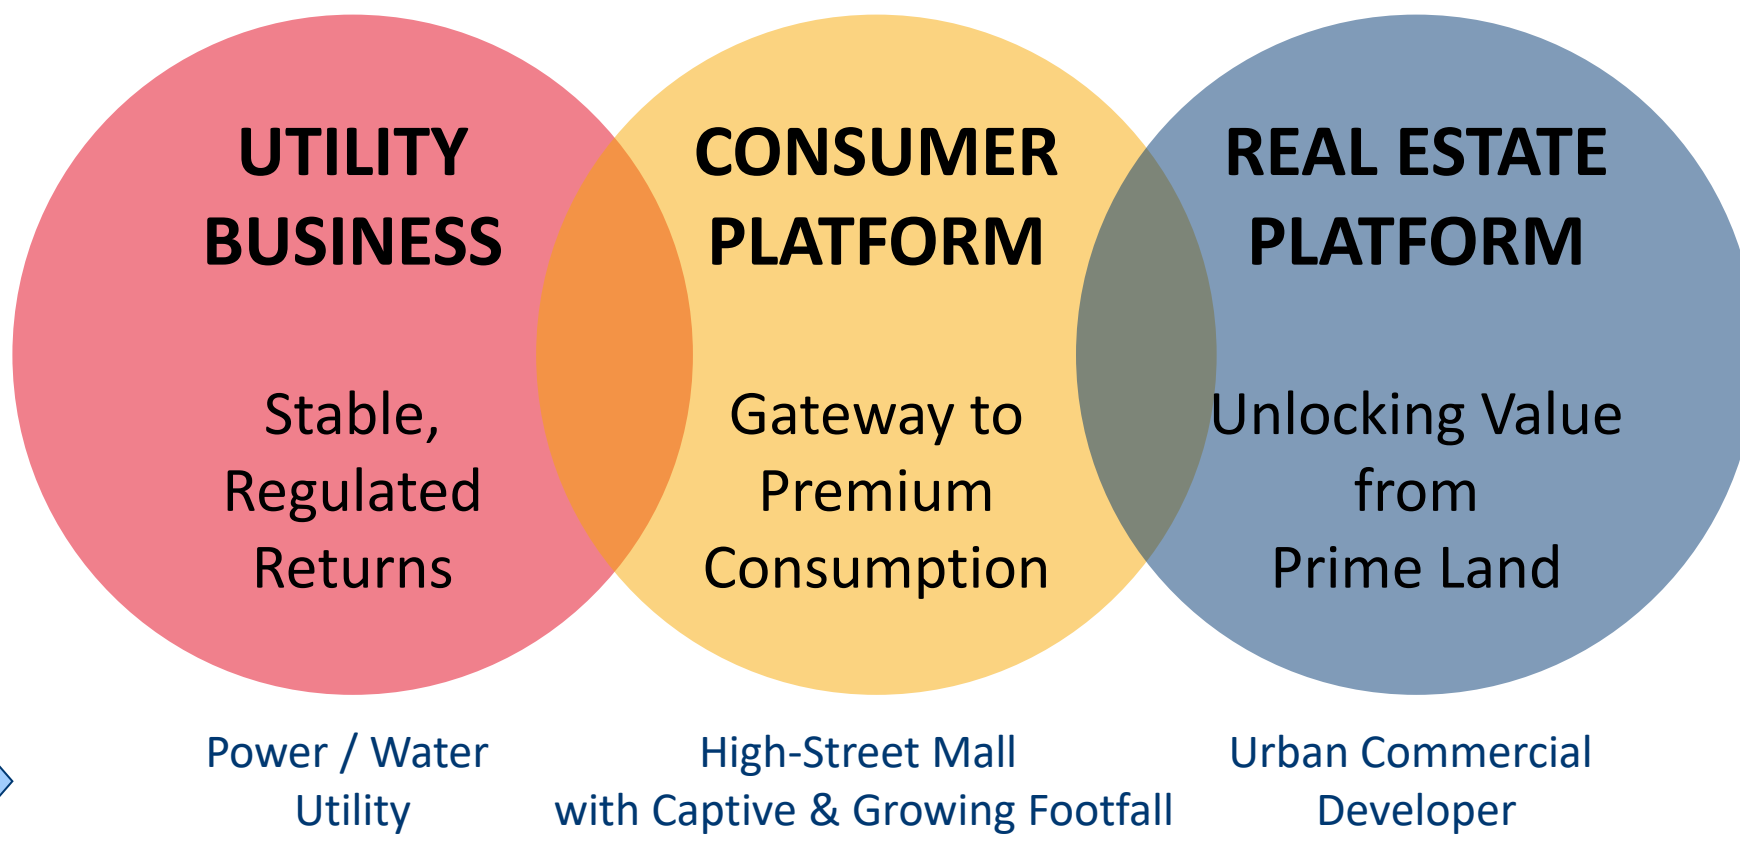 UTILITY
BUSINESS
Stable,
Regulated
Returns
CONSUMER
PLATFORM
Gateway to
Premium
Consumption
REAL ESTATE
PLATFORM
Unlocking Value
from
Prime Land
Power / Water
Utility
High-Street Mall
with Captive & Growing Footfall
Urban Commercial
Developer